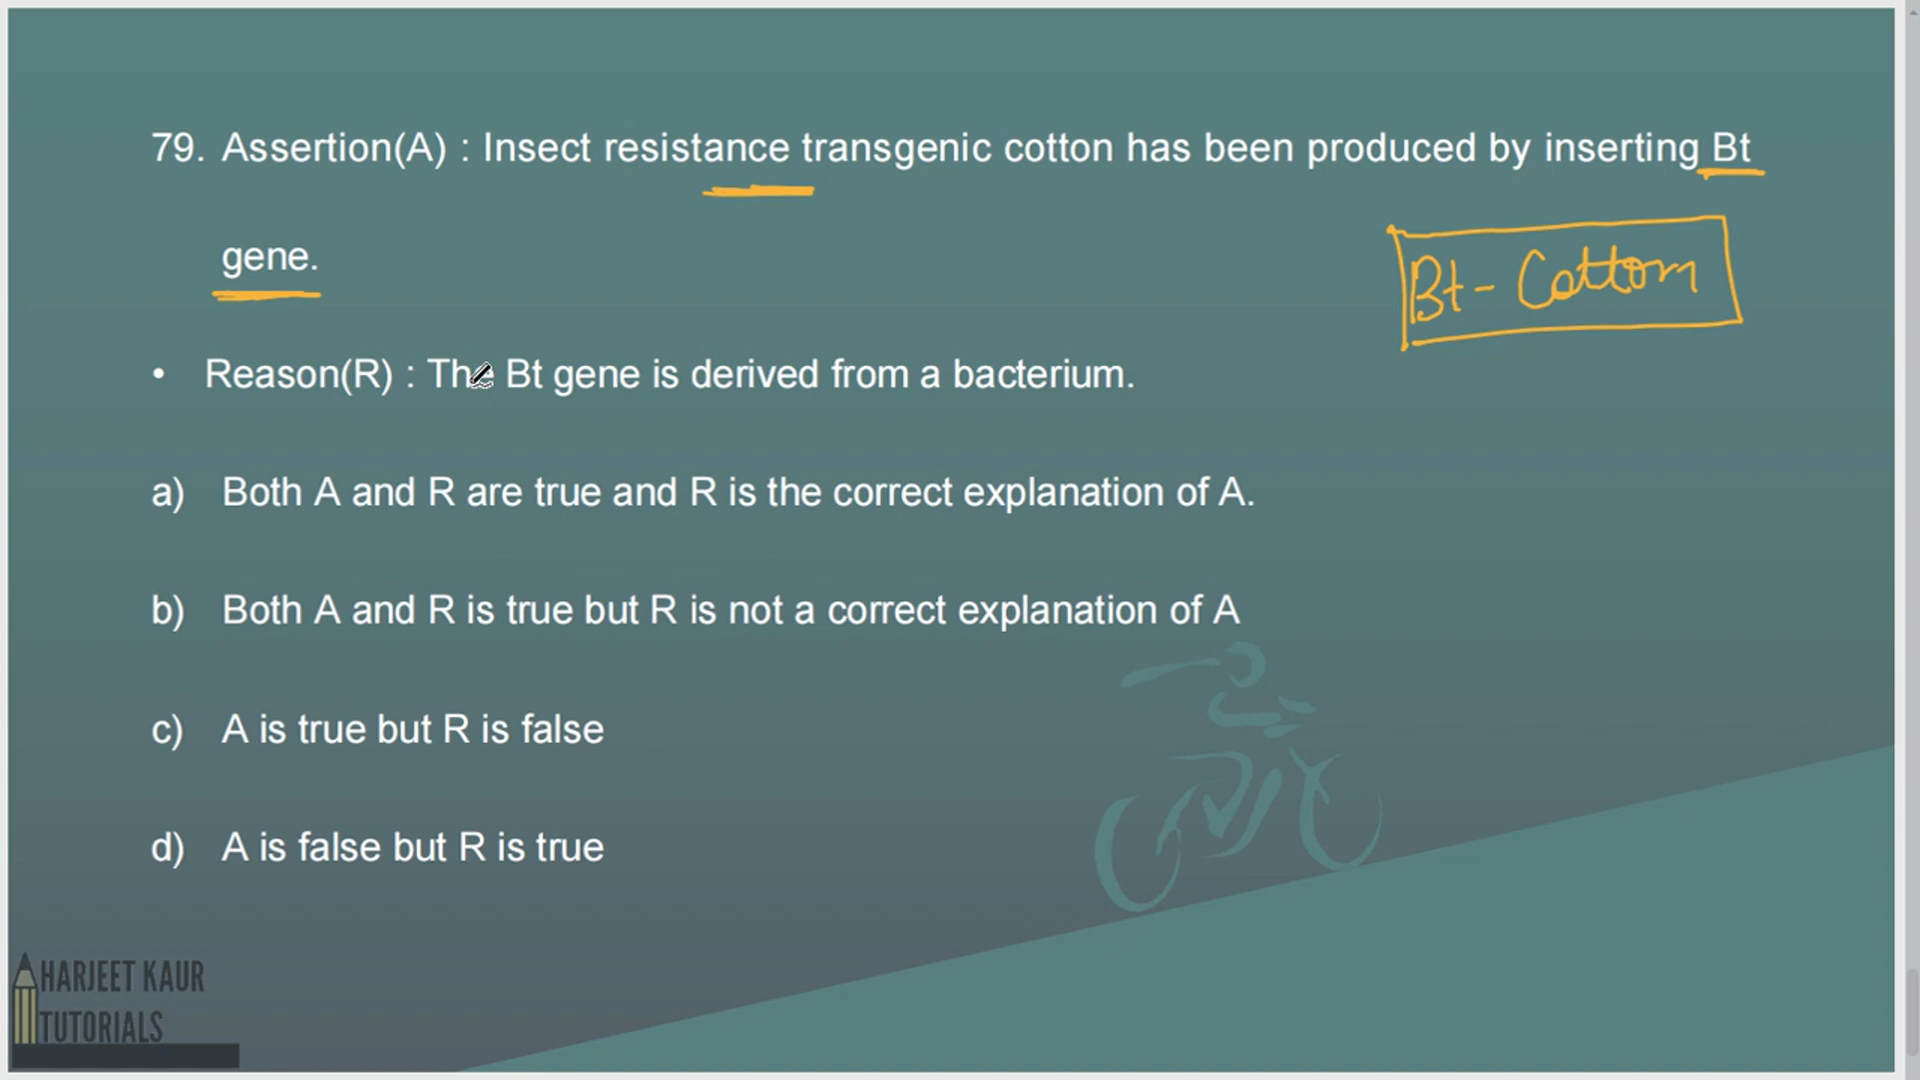 79. Assertion(A) : Insect resistance transgenic cotton has been produced by inserting Bt
gene.
Bt - Cotton
• Reason(R) : The Bt gene is derived from a bacterium.
a) Both A and R are true and R is the correct explanation of A.
b) Both A and R is true but R is not a correct explanation of A
c) A is true but R is false
d) A is false but R is true
HARJEET KAUR
TUTORIALS